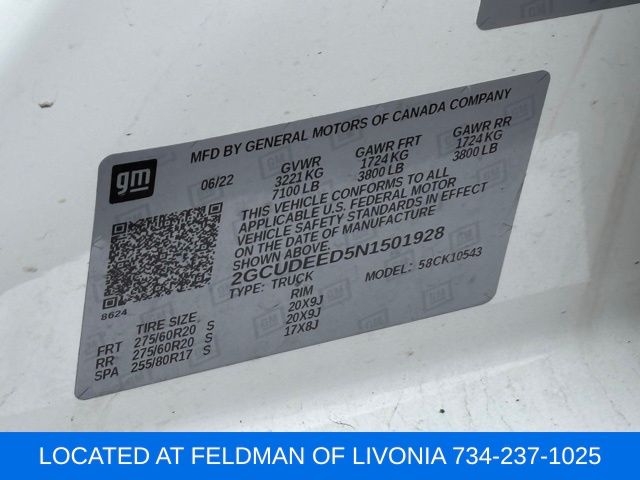 MFD BY GENERAL MOTORS OF CANADA COMPANY
gm
06/22 GVWR GAWR FRT GAWR RR
3221 KG 1724 KG 1724 KG
7100 LB 3800 LB 3800 LB
THIS VEHICLE CONFORMS TO ALL
APPLICABLE U.S. FEDERAL MOTOR
VEHICLE SAFETY STANDARDS IN EFFECT
ON THE DATE OF MANUFACTURE
SHOWN ABOVE.
2GCUDEED5N1501928
TYPE: TRUCK MODEL: 58CK10543
8624
TIRE SIZE RIM
FRT 275/60R20 S 20X9J
RR 275/60R20 S 20X9J
SPA 255/80R17 S 17X8J
LOCATED AT FELDMAN OF LIVONIA 734-237-1025